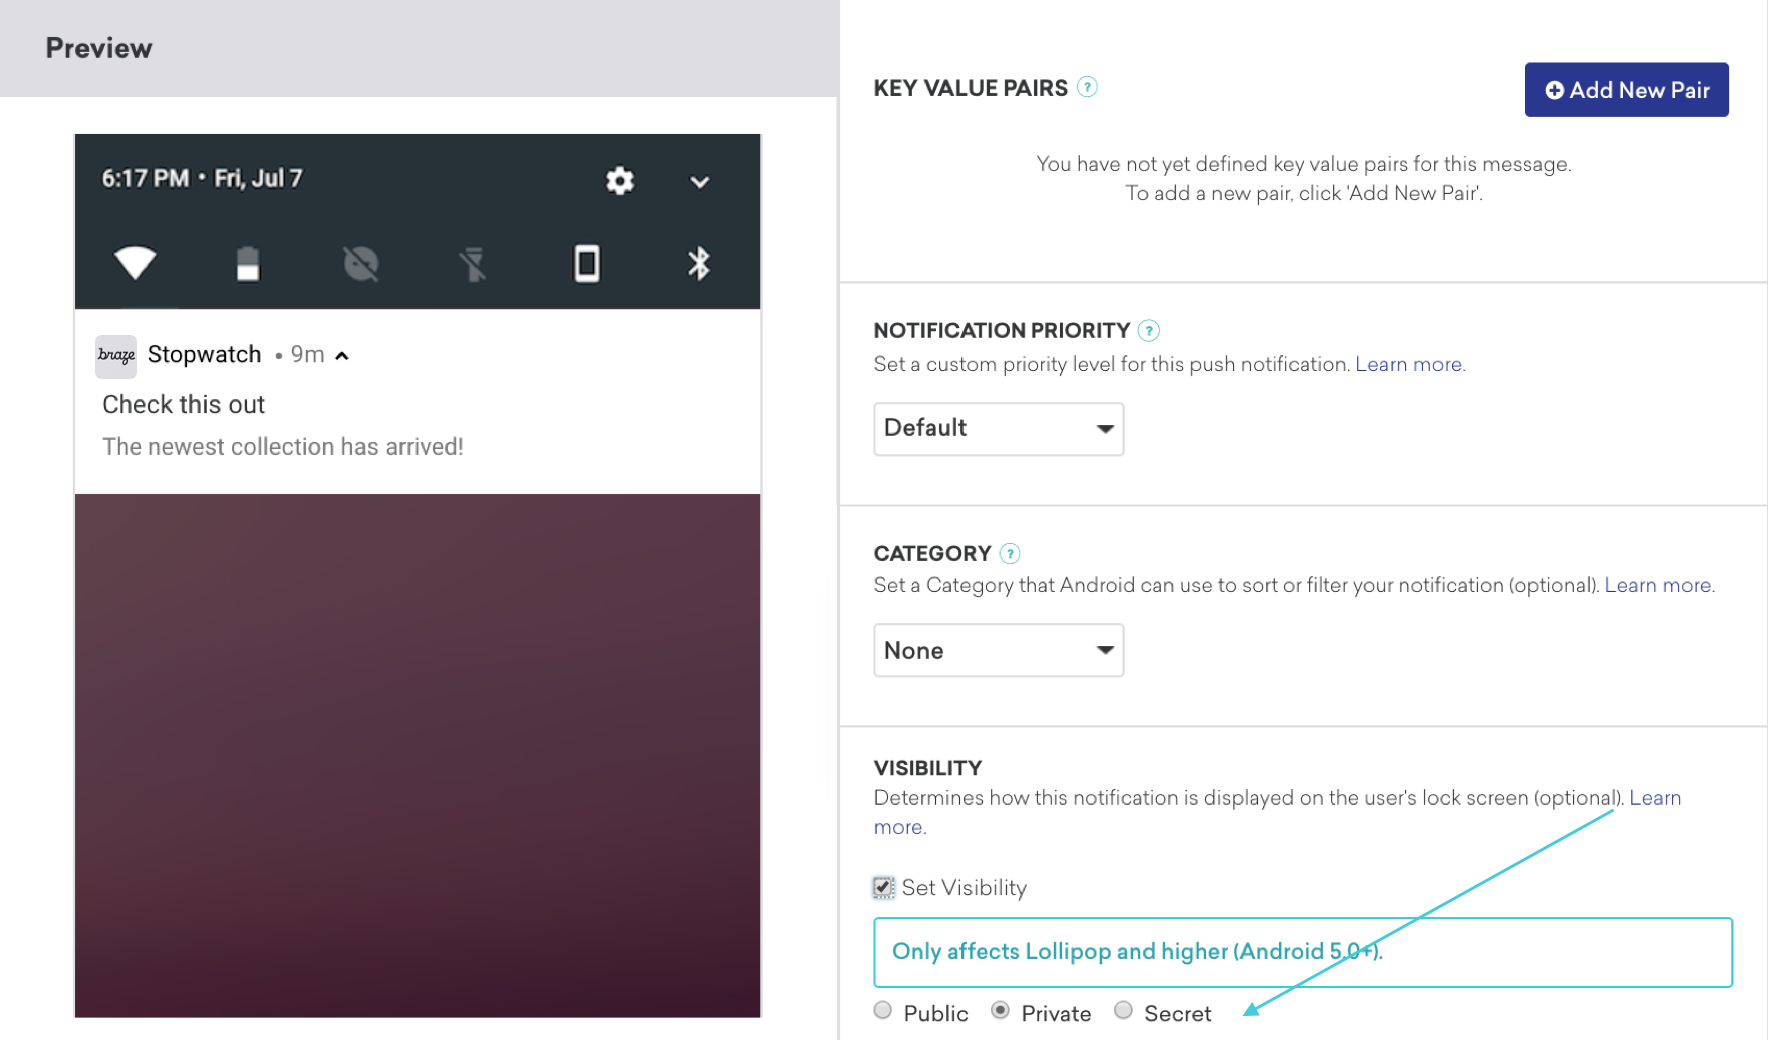 Preview
6:17 PM • Fri, Jul 7
braze Stopwatch • 9m
Check this out
The newest collection has arrived!
KEY VALUE PAIRS ?
Add New Pair
You have not yet defined key value pairs for this message.
To add a new pair, click 'Add New Pair'.
NOTIFICATION PRIORITY ?
Set a custom priority level for this push notification. Learn more.
Default
CATEGORY ?
Set a Category that Android can use to sort or filter your notification (optional). Learn more.
None
VISIBILITY
Determines how this notification is displayed on the user's lock screen (optional). Learn
more.
Set Visibility
Only affects Lollipop and higher (Android 5.0+).
Public Private Secret